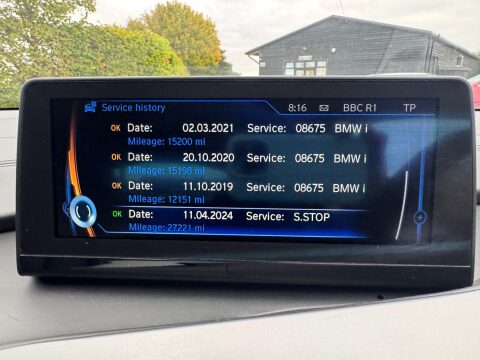 Service history 8:16 BBC R1 TP
OK Date: 02.03.2021 Service: 08675 BMW i
Mileage: 15200 mi
OK Date: 20.10.2020 Service: 08675 BMW i
Mileage: 15198 mi
OK Date: 11.10.2019 Service: 08675 BMW i
Mileage: 12151 mi
OK Date: 11.04.2024 Service: S.STOP
Mileage: 27221 mi